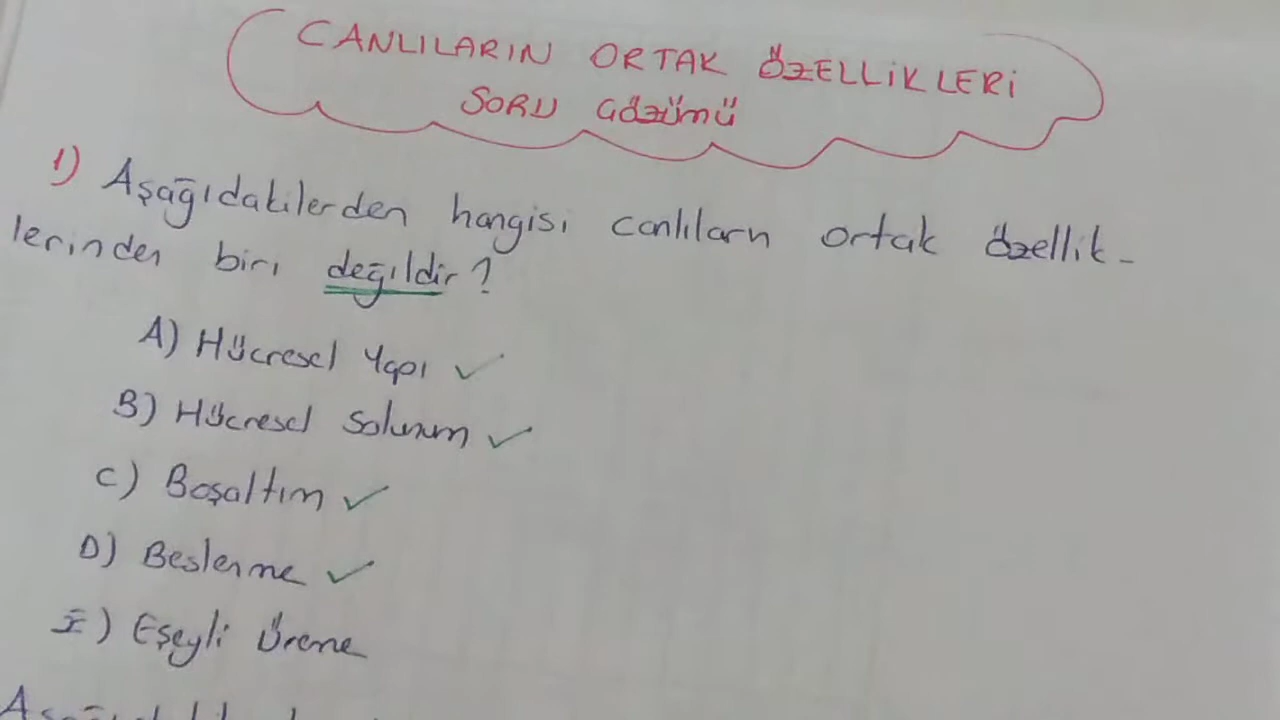 CANLILARIN ORTAK ÖZELLİKLERİ
SORU ÇÖZÜMÜ
1) Aşağıdakilerden hangisi canlıların ortak özellik-
lerinden biri değildir?
A) Hücresel Yapı ✓
B) Hücresel Solunum ✓
C) Boşaltım ✓
D) Beslenme ✓
E) Eşeyli Üreme